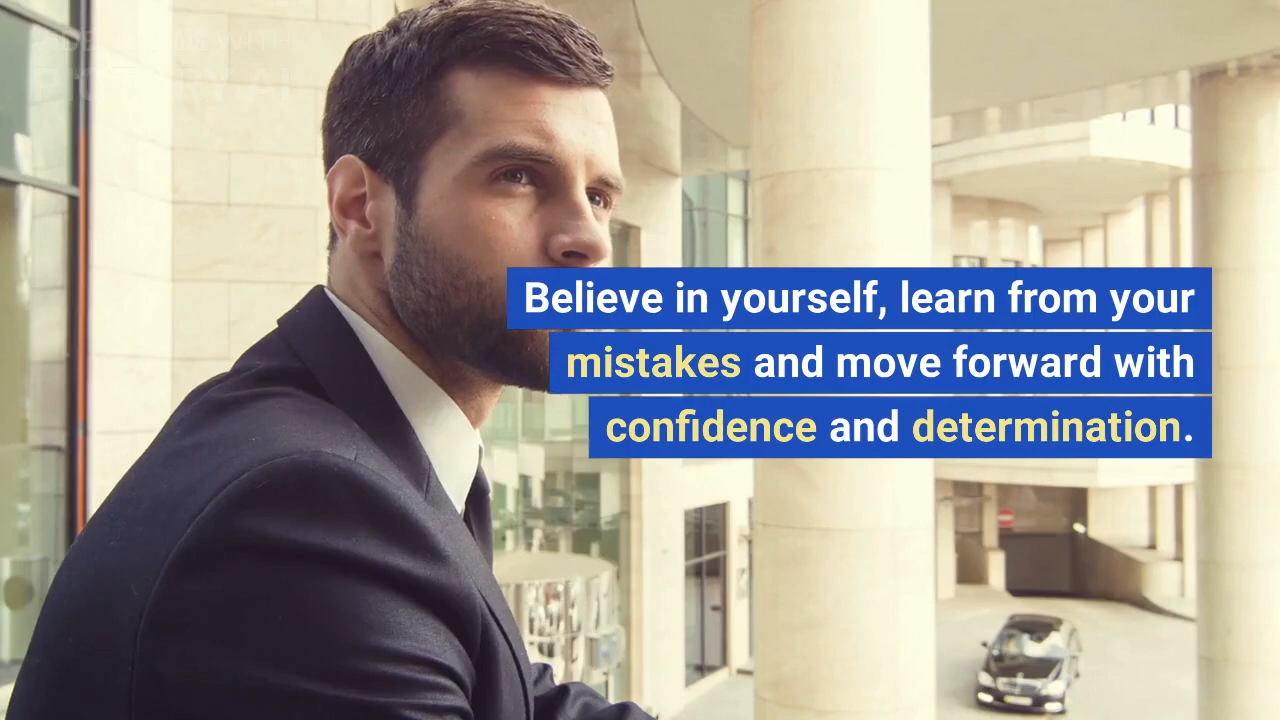 Believe in yourself, learn from your
mistakes and move forward with
confidence and determination.